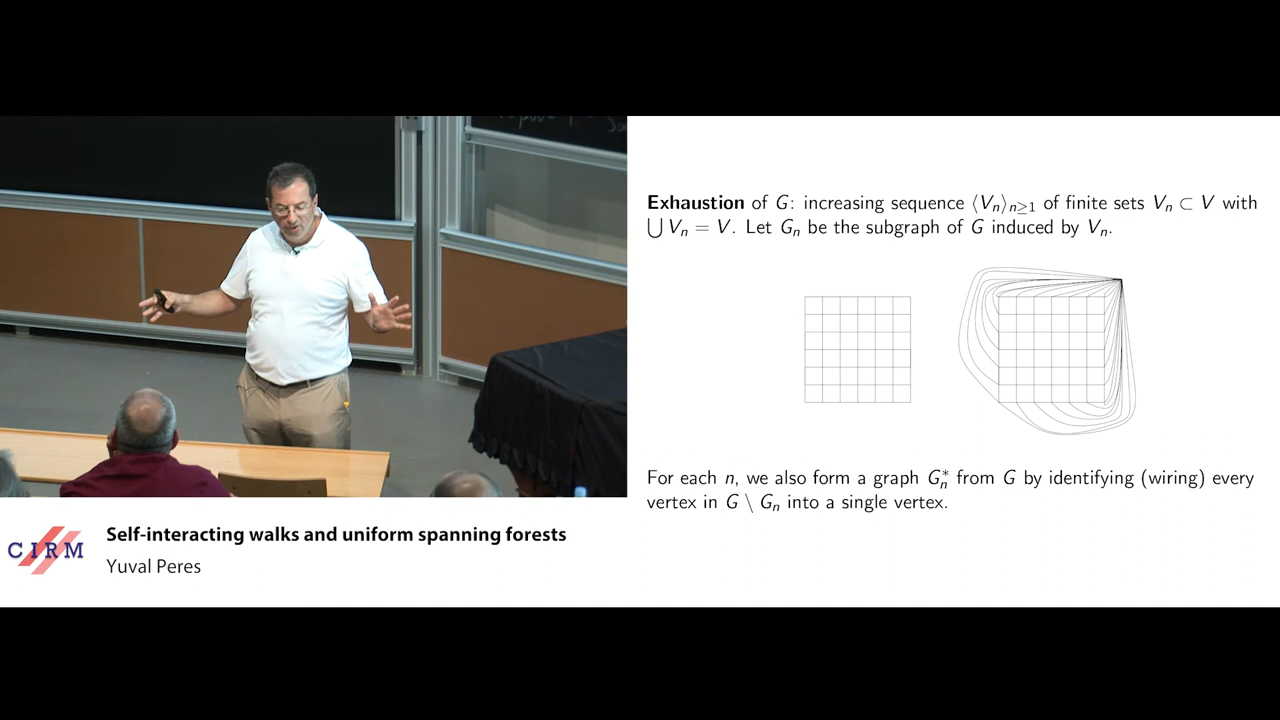 Exhaustion of G: increasing sequence ⟨Vₙ⟩ₙ≥₁ of finite sets Vₙ ⊂ V with
⋃ Vₙ = V. Let Gₙ be the subgraph of G induced by Vₙ.
For each n, we also form a graph Gₙ* from G by identifying (wiring) every
vertex in G \ Gₙ into a single vertex.
CIRM
Self-interacting walks and uniform spanning forests
Yuval Peres